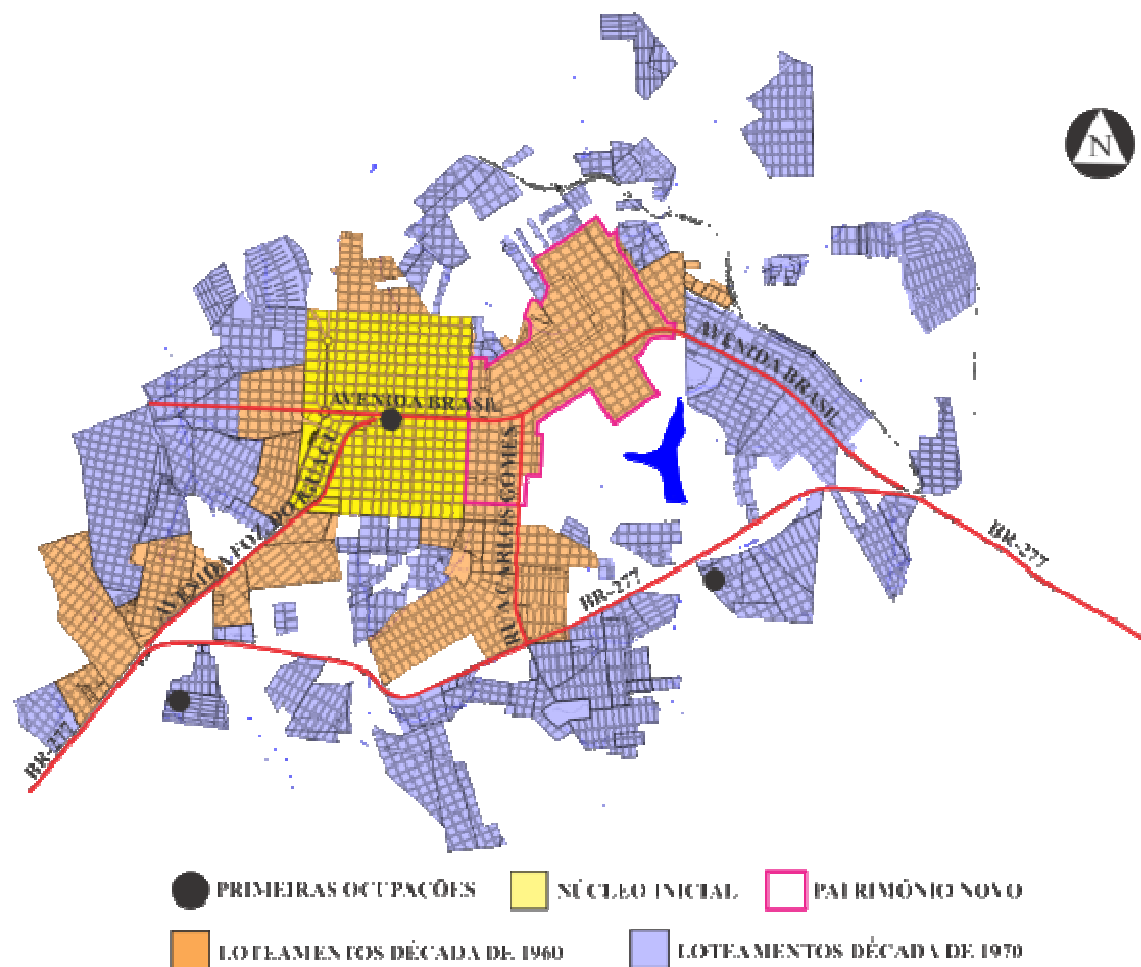 N
AVENIDA BRASIL
AVENIDA BRASIL
AVENIDA FOZ DO IGUAÇU
RUA CARLOS GOMES
BR-277
BR-277
BR-277
PRIMEIRAS OCUPAÇÕES
NÚCLEO INICIAL
PATRIMÔNIO NOVO
LOTEAMENTOS DÉCADA DE 1960
LOTEAMENTOS DÉCADA DE 1970